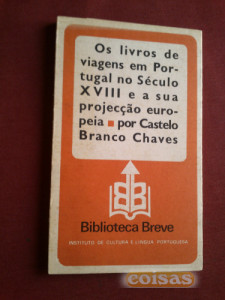 Os livros de
viagens em Por-
tugal no Século
XVIII e a sua
projecção euro-
peia ■ por Castelo
Branco Chaves
Biblioteca Breve
INSTITUTO DE CULTURA E LÍNGUA PORTUGUESA
coisas